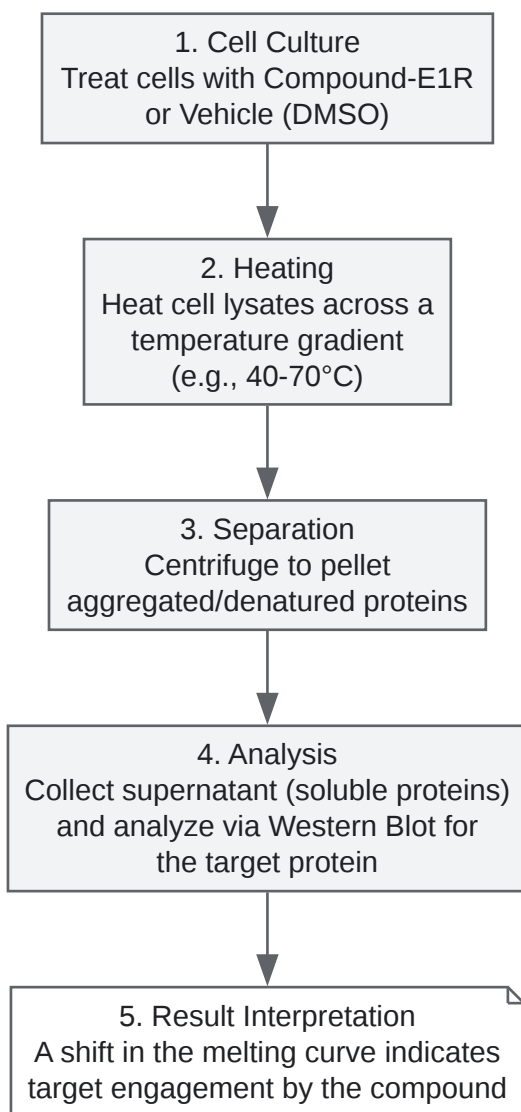 1. Cell Culture
Treat cells with Compound-E1R
or Vehicle (DMSO)
2. Heating
Heat cell lysates across a
temperature gradient
(e.g., 40-70°C)
3. Separation
Centrifuge to pellet
aggregated/denatured proteins
4. Analysis
Collect supernatant (soluble proteins)
and analyze via Western Blot for
the target protein
5. Result Interpretation
A shift in the melting curve indicates
target engagement by the compound